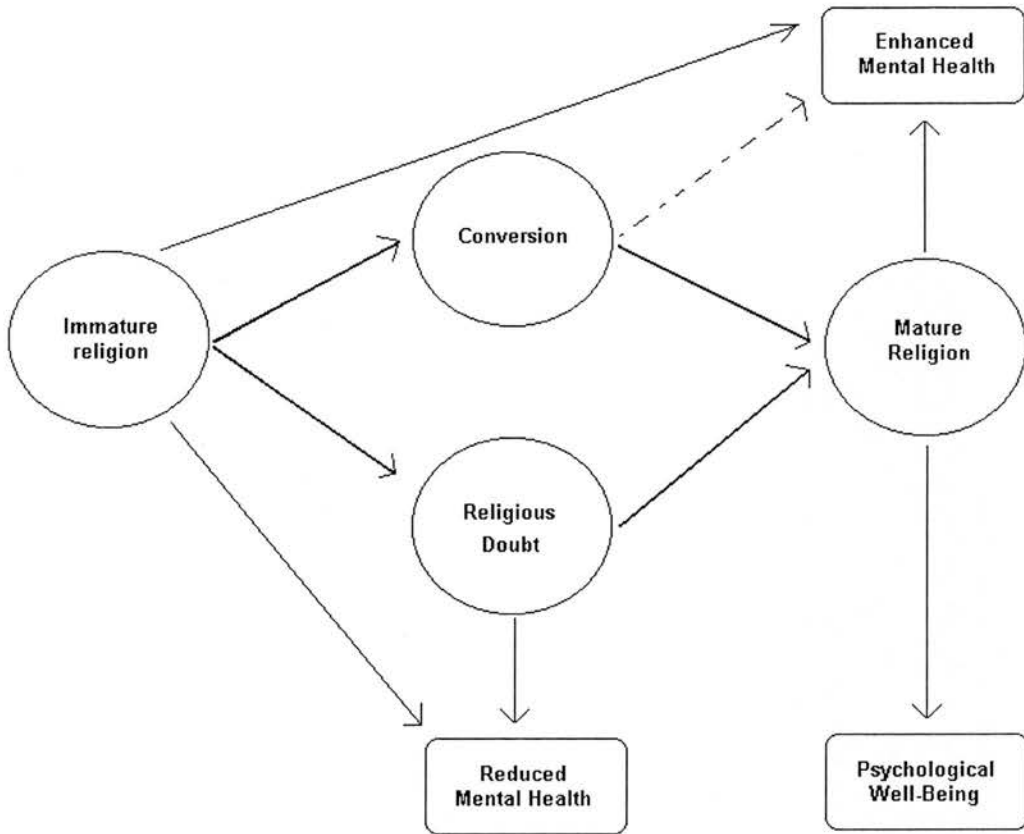 Enhanced
Mental Health
Conversion
Immature
religion
Mature
Religion
Religious
Doubt
Reduced
Mental Health
Psychological
Well-Being